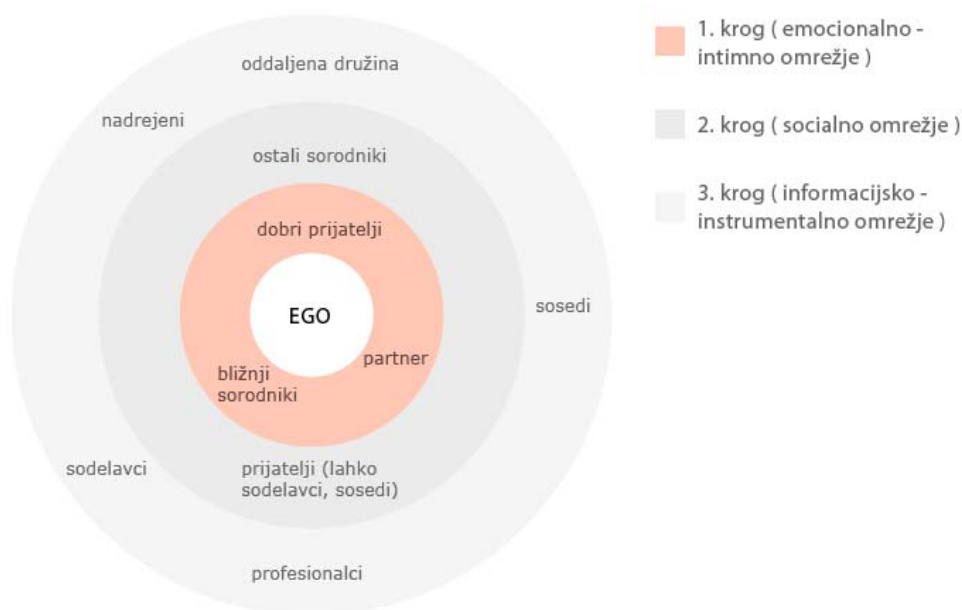 oddaljena družina
nadrejeni
ostali sorodniki
dobri prijatelji
EGO
sosedi
partner
bližnji
sorodniki
sodelavci
prijatelji (lahko
sodelavci, sosedi)
profesionalci
1. krog ( emocionalno -
intimno omrežje )
2. krog ( socialno omrežje )
3. krog ( informacijsko -
instrumentalno omrežje )